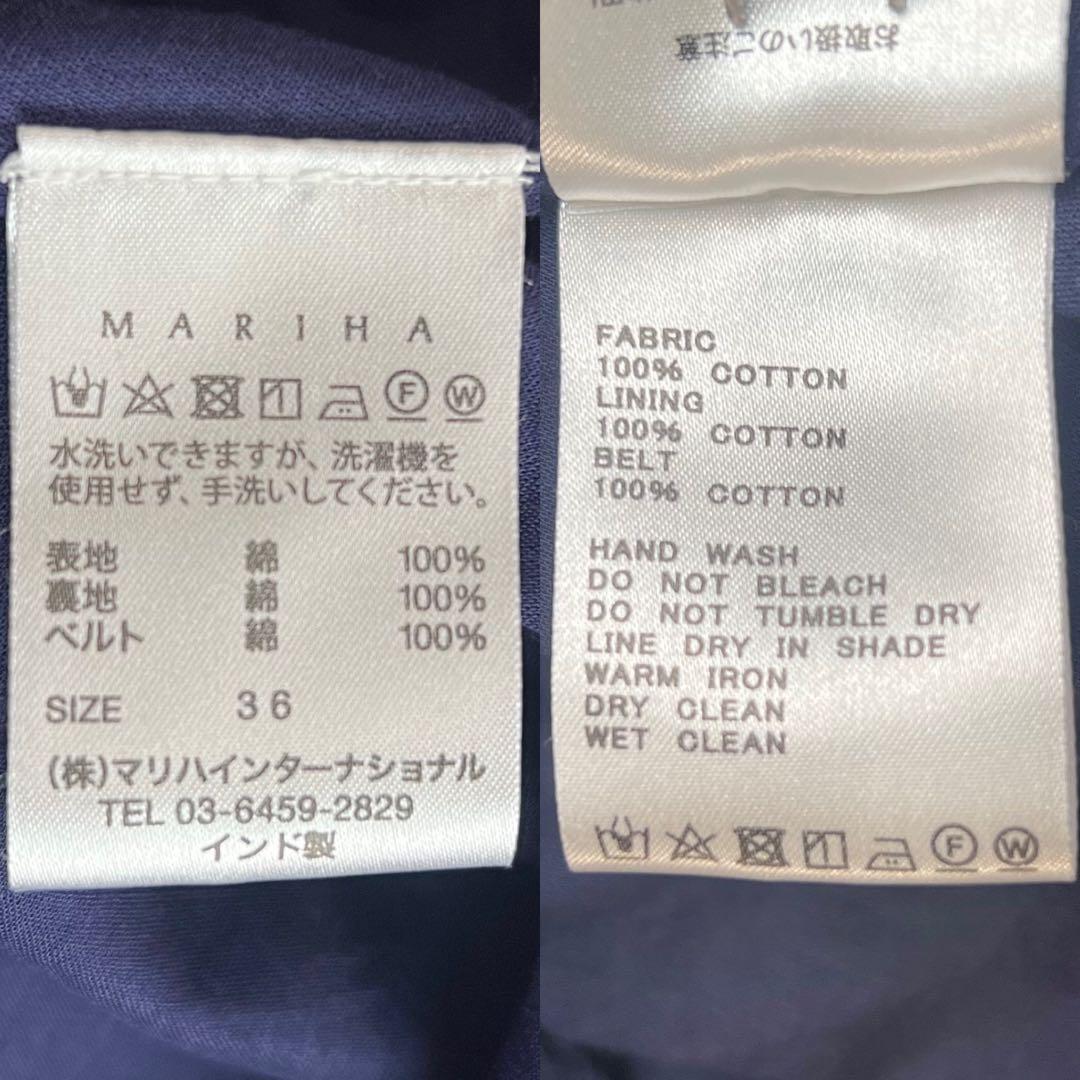 MARIHA
F W
水洗いできますが、洗濯機を
使用せず、手洗いしてください。
表地 綿 100%
裏地 綿 100%
ベルト 綿 100%
SIZE 36
(株)マリハインターナショナル
TEL 03-6459-2829
インド製
お取扱いのご注意
FABRIC
100% COTTON
LINING
100% COTTON
BELT
100% COTTON
HAND WASH
DO NOT BLEACH
DO NOT TUMBLE DRY
LINE DRY IN SHADE
WARM IRON
DRY CLEAN
WET CLEAN
F W